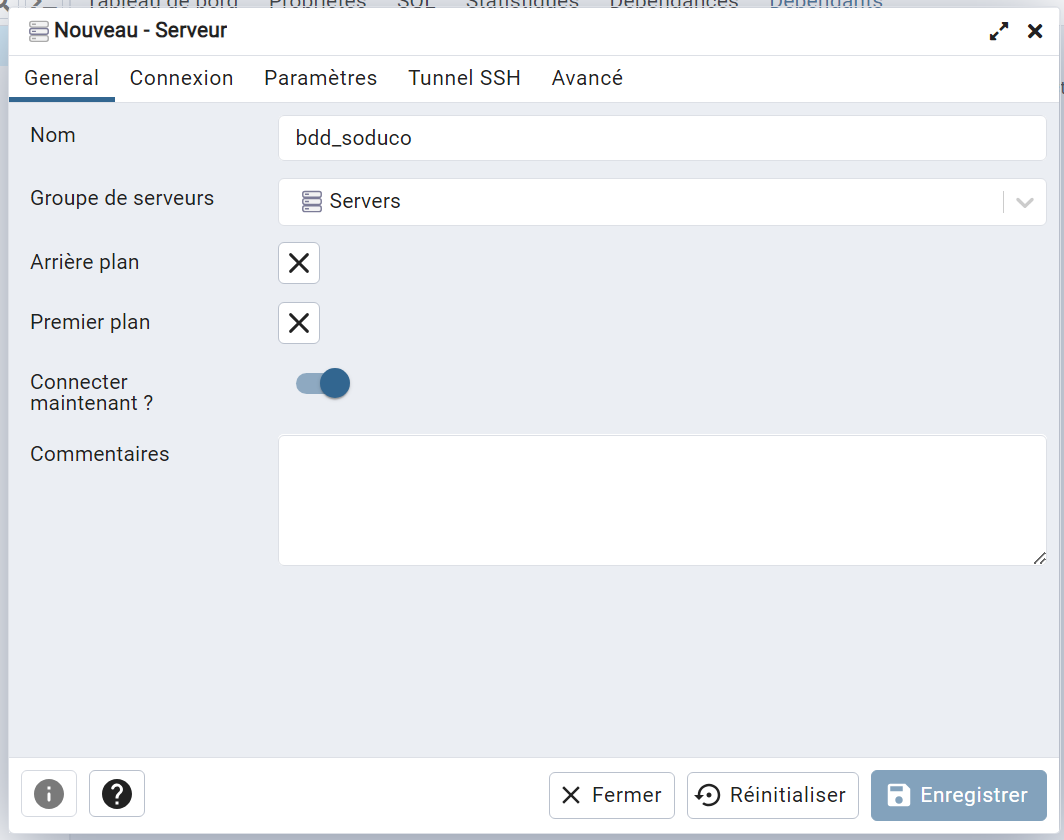 Tableau de bord Propriétés SQL Statistiques Dépendances Dépendants
Nouveau - Serveur
General Connexion Paramètres Tunnel SSH Avancé
Nom bdd_soduco
Groupe de serveurs Servers
Arrière plan
Premier plan
Connecter
maintenant ?
Commentaires
Fermer Réinitialiser Enregistrer